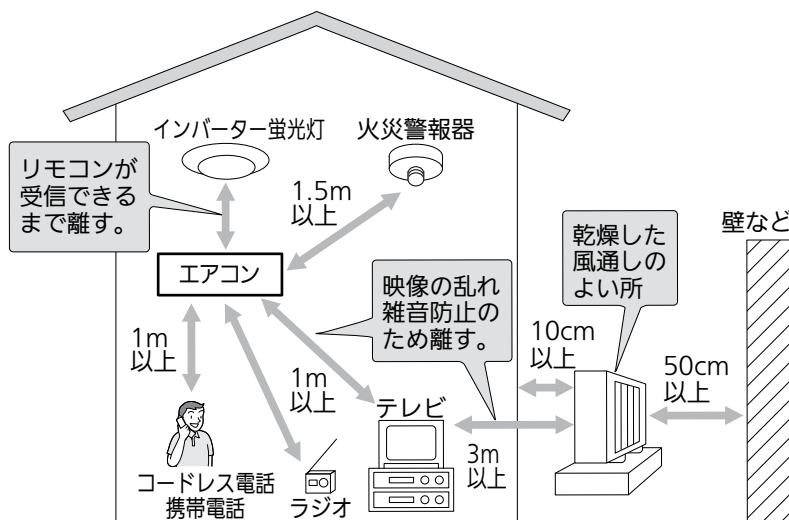 インバーター蛍光灯
火災警報器
リモコンが
受信できる
まで離す。
1.5m
以上
エアコン
映像の乱れ
雑音防止の
ため離す。
乾燥した
風通しの
よい所
壁など
1m
以上
1m
以上
10cm
以上
50cm
以上
テレビ
3m
以上
コードレス電話
携帯電話
ラジオ